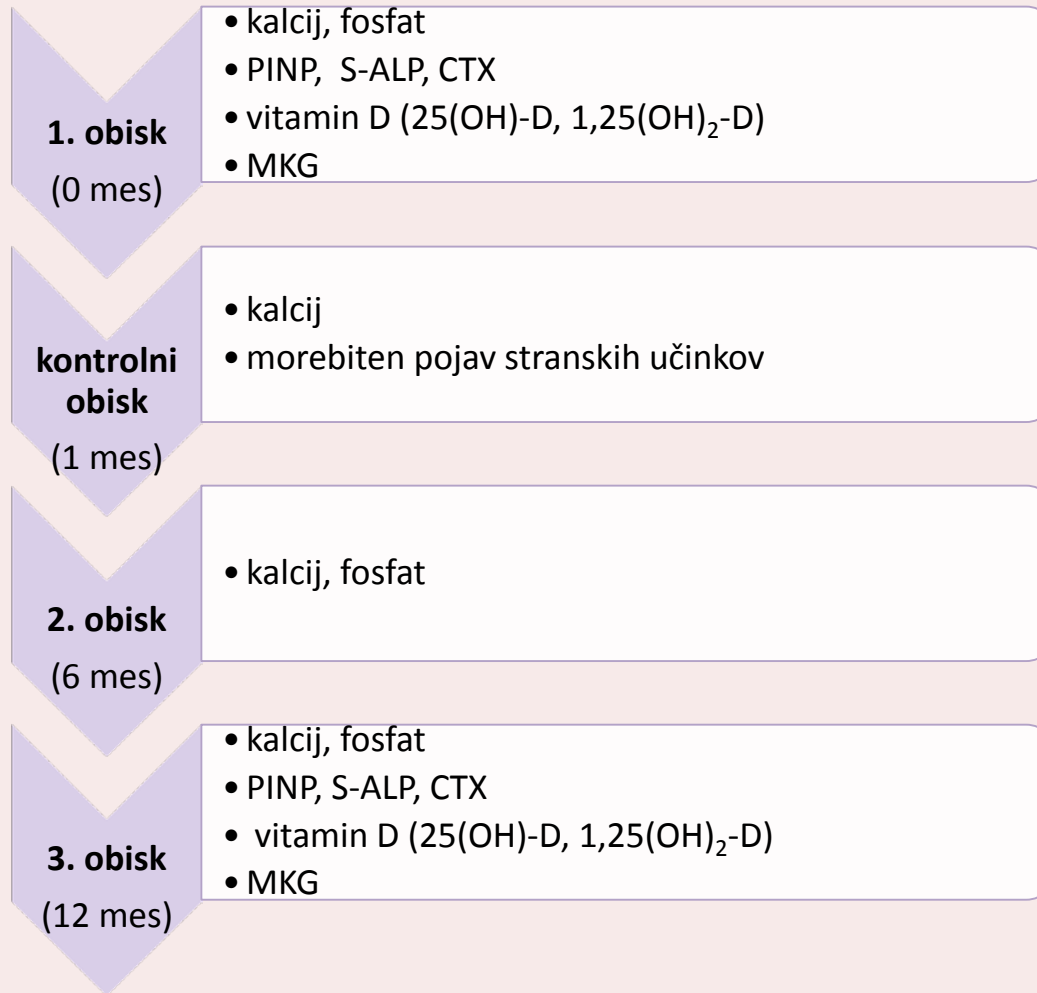 1. obisk
(0 mes)
• kalcij, fosfat
• PINP,  S-ALP, CTX
• vitamin D (25(OH)-D, 1,25(OH)₂-D)
• MKG
kontrolni
obisk
(1 mes)
• kalcij
• morebiten pojav stranskih učinkov
2. obisk
(6 mes)
• kalcij, fosfat
3. obisk
(12 mes)
• kalcij, fosfat
• PINP, S-ALP, CTX
•  vitamin D (25(OH)-D, 1,25(OH)₂-D)
• MKG